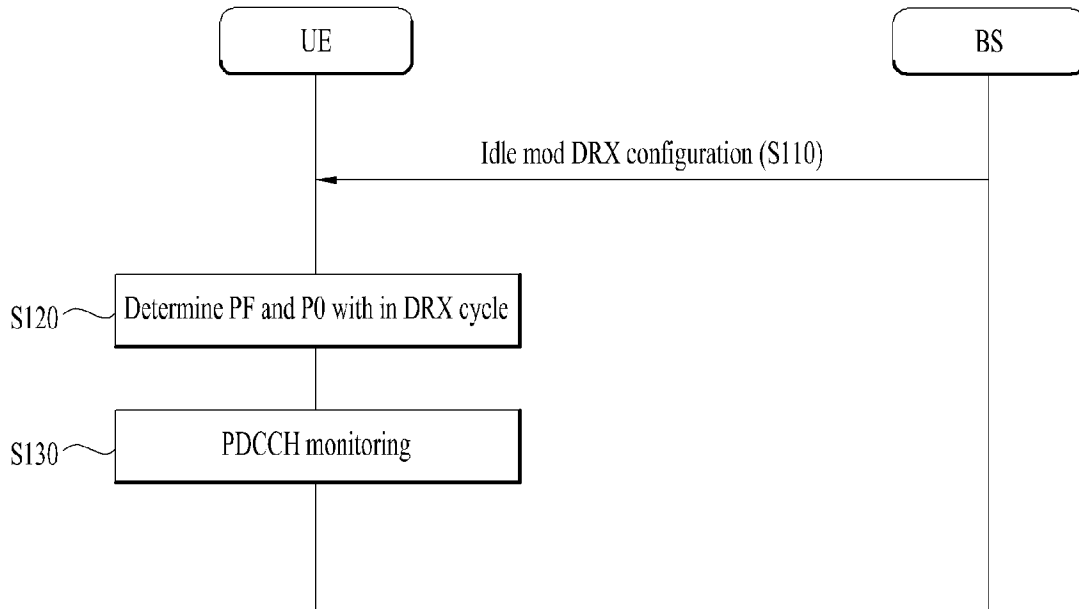 UE
BS
Idle mod DRX configuration (S110)
S120
Determine PF and P0 with in DRX cycle
S130
PDCCH monitoring